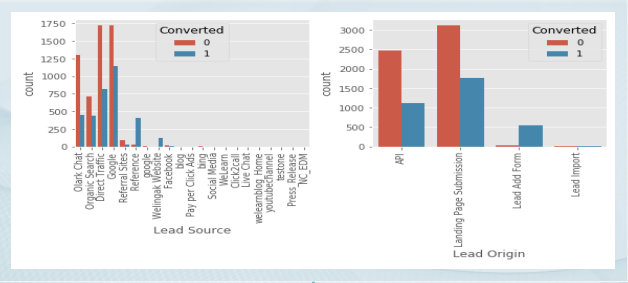 Converted
0
1
count
1750
1500
1250
1000
750
500
250
0
Olark Chat
Organic Search
Direct Traffic
Google
Referral Sites
Reference
google
Welingak Website
Facebook
blog
Pay per Click Ads
bing
Social Media
WeLearn
Click2call
Live Chat
welearnblog_Home
youtubechannel
testone
Press_Release
NC_EDM
Lead Source
Converted
0
1
count
3000
2500
2000
1500
1000
500
0
API
Landing Page Submission
Lead Add Form
Lead Import
Lead Origin